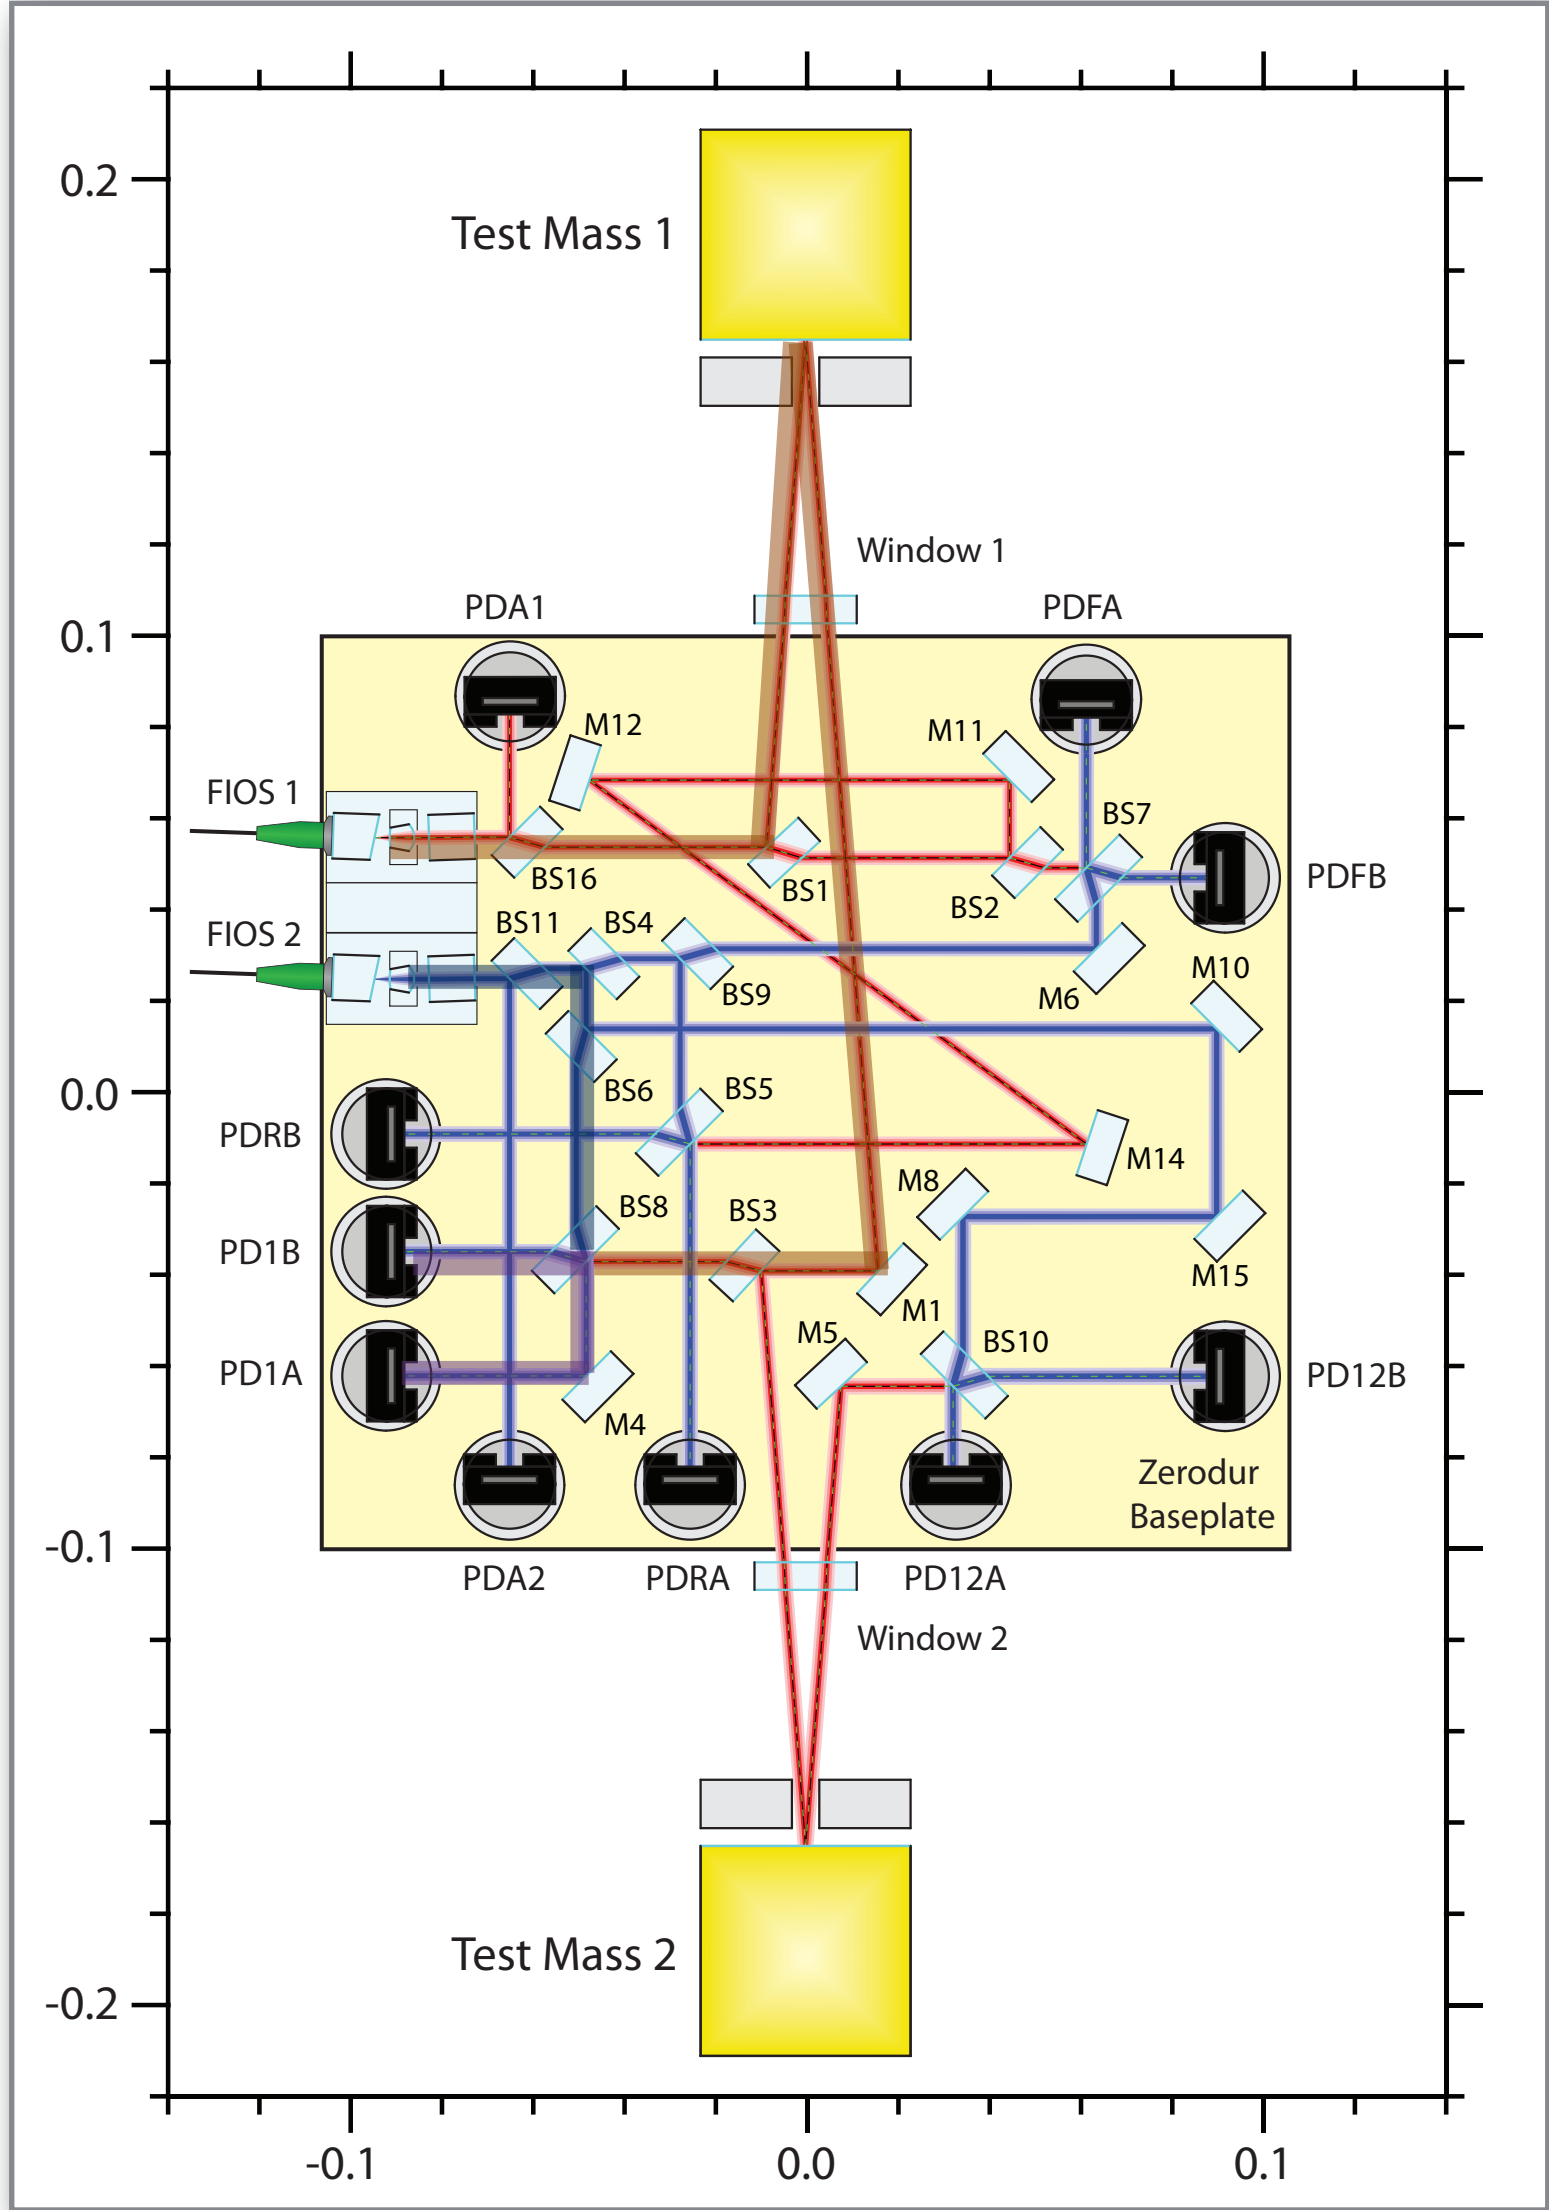 0.2
Test Mass 1
Window 1
0.1
PDA1
PDFA
M12
M11
FIOS 1
BS7
BS16
BS1
BS2
PDFB
FIOS 2
BS11
BS4
BS9
M6
M10
0.0
BS6
BS5
PDRB
M14
M8
BS8
BS3
PD1B
M15
M1
M5
BS10
PD1A
PD12B
M4
Zerodur
Baseplate
-0.1
PDA2
PDRA
PD12A
Window 2
Test Mass 2
-0.2
-0.1
0.0
0.1